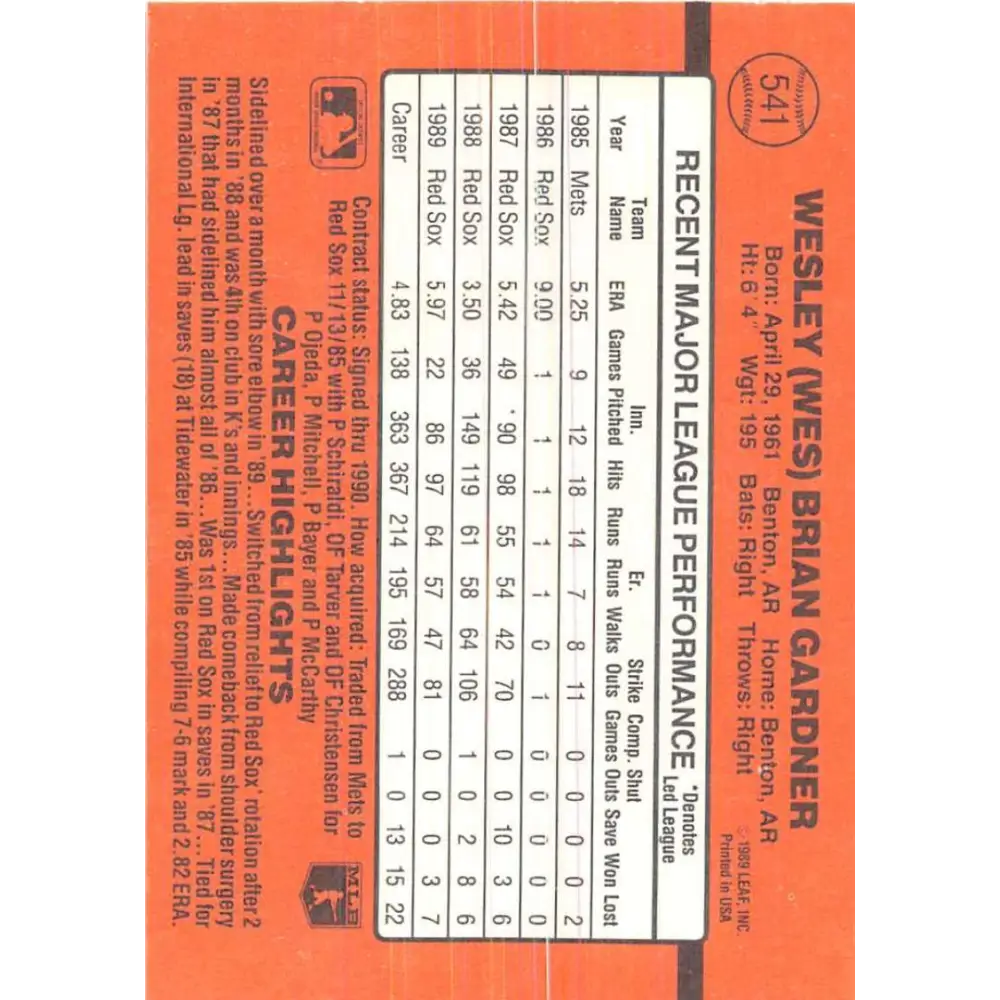 541
WESLEY (WES) BRIAN GARDNER
Born: April 29, 1961 Benton, AR Home: Benton, AR
Ht: 6'4" Wgt: 195 Bats: Right Throws: Right
©1989 LEAF, INC.
Printed in USA
RECENT MAJOR LEAGUE PERFORMANCE
*Denotes
Led League
Team Inn. Er. Strike Comp. Shut
Year Name ERA Games Pitched Hits Runs Runs Walks Outs Games Outs Save Won Lost
1985 Mets 5.25 9 12 18 14 7 8 11 0 0 0 0 2
1986 Red Sox 9.00 1 1 1 1 1 0 1 0 0 0 0 0
1987 Red Sox 5.42 49 *90 98 55 54 42 70 0 0 10 3 6
1988 Red Sox 3.50 36 149 119 61 58 64 106 1 0 2 8 6
1989 Red Sox 5.97 22 86 97 64 57 47 81 0 0 0 3 7
Career 4.83 138 363 367 214 195 169 288 1 0 13 15 22
Contract status: Signed thru 1990. How acquired: Traded from Mets to
Red Sox 11/13/85 with P Schiraldi, OF Tarver and OF Christensen for
P Ojeda, P Mitchell, P Bayer and P McCarthy
MLB
CAREER HIGHLIGHTS
Sidelined over a month with sore elbow in '89... Switched from relief to Red Sox' rotation after 2
months in '88 and was 4th on club in K's and innings... Made comeback from shoulder surgery
in '87 that had sidelined him almost all of '86... Was 1st on Red Sox in saves in '87... Tied for
International Lg. lead in saves (18) at Tidewater in '85 while compiling 7-6 mark and 2.82 ERA.